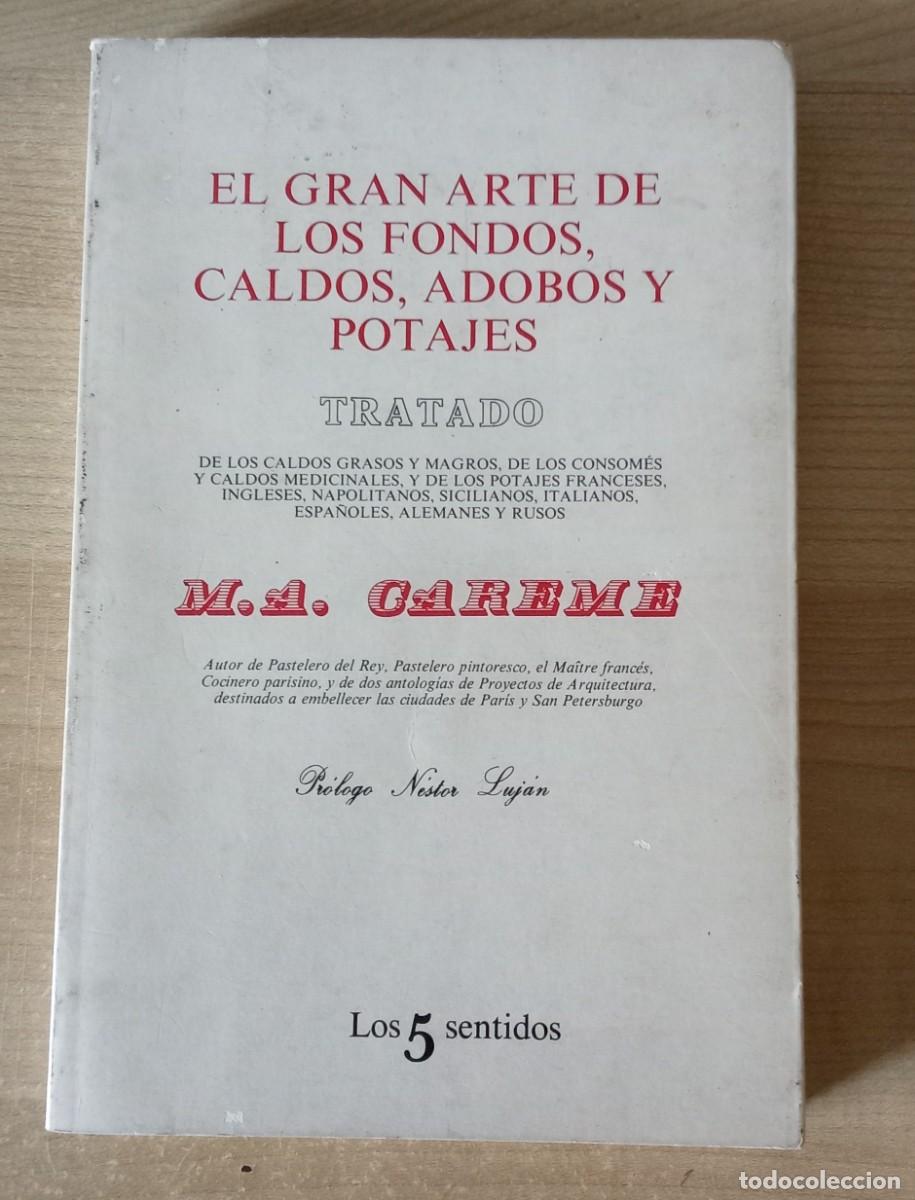 EL GRAN ARTE DE
LOS FONDOS,
CALDOS, ADOBOS Y
POTAJES
TRATADO
DE LOS CALDOS GRASOS Y MAGROS, DE LOS CONSOMÉS
Y CALDOS MEDICINALES, Y DE LOS POTAJES FRANCESES,
INGLESES, NAPOLITANOS, SICILIANOS, ITALIANOS,
ESPAÑOLES, ALEMANES Y RUSOS
M.A. CAREME
Autor de Pastelero del Rey, Pastelero pintoresco, el Maître francés,
Cocinero parisino, y de dos antologías de Proyectos de Arquitectura,
destinados a embellecer las ciudades de París y San Petersburgo
Prólogo Néstor Luján
Los 5 sentidos
todocoleccion